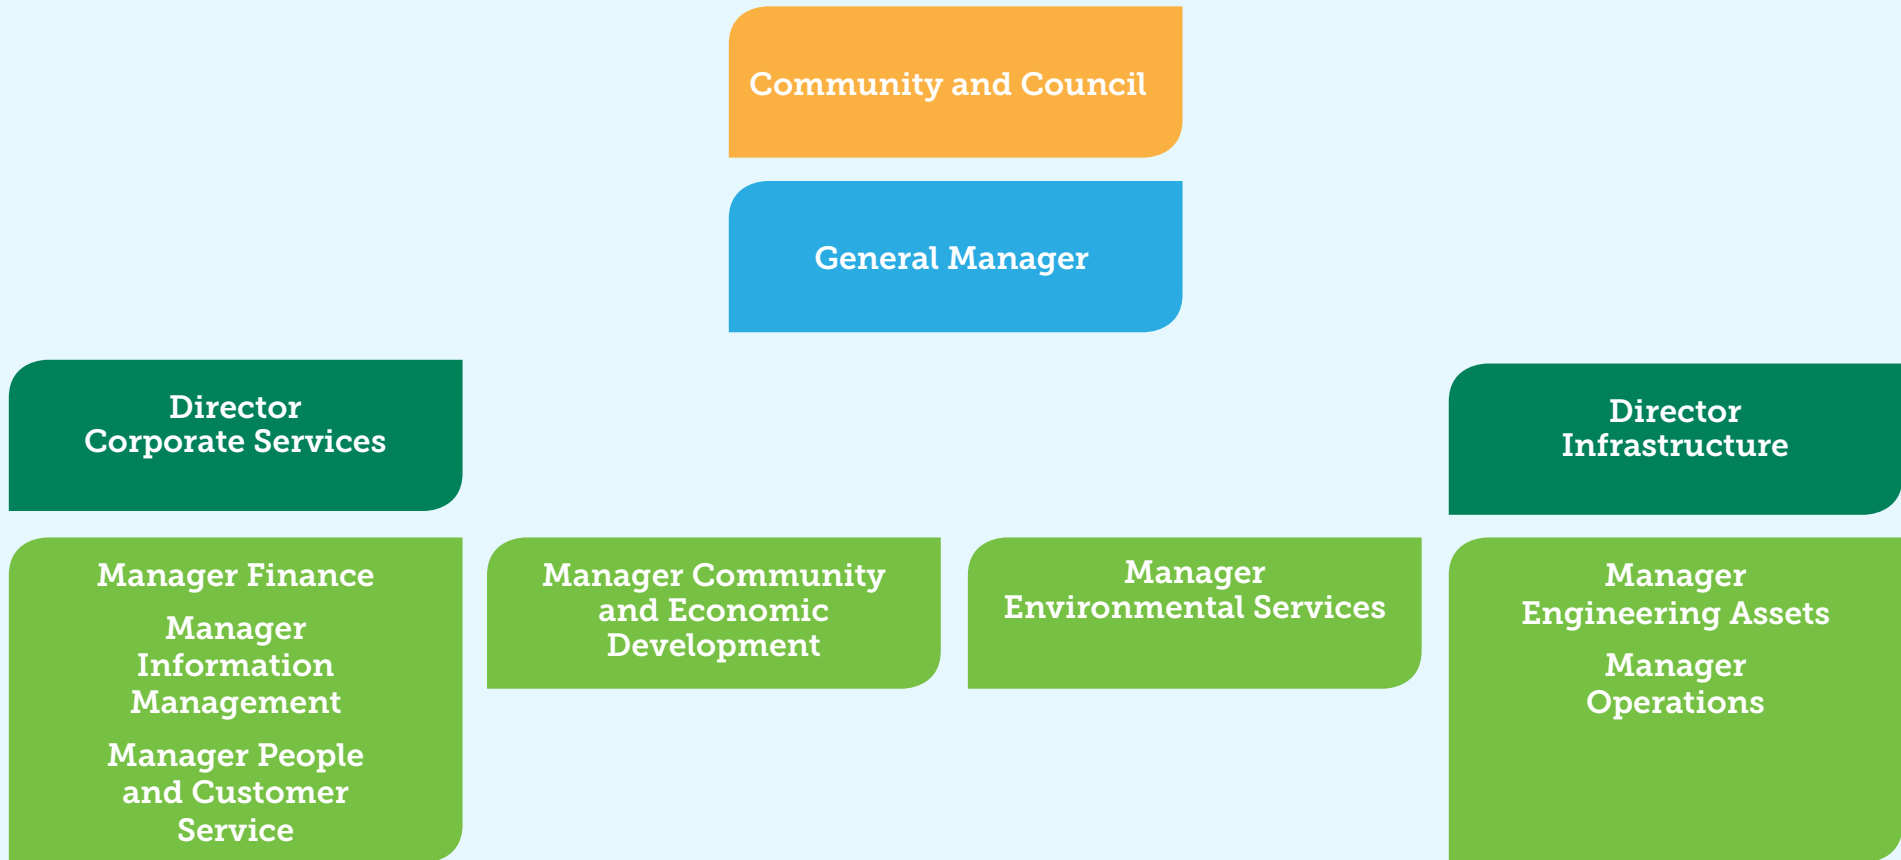 Community and Council
General Manager
Director
Corporate Services
Director
Infrastructure
Manager Finance
Manager
Information
Management
Manager People
and Customer
Service
Manager Community
and Economic
Development
Manager
Environmental Services
Manager
Engineering Assets
Manager
Operations